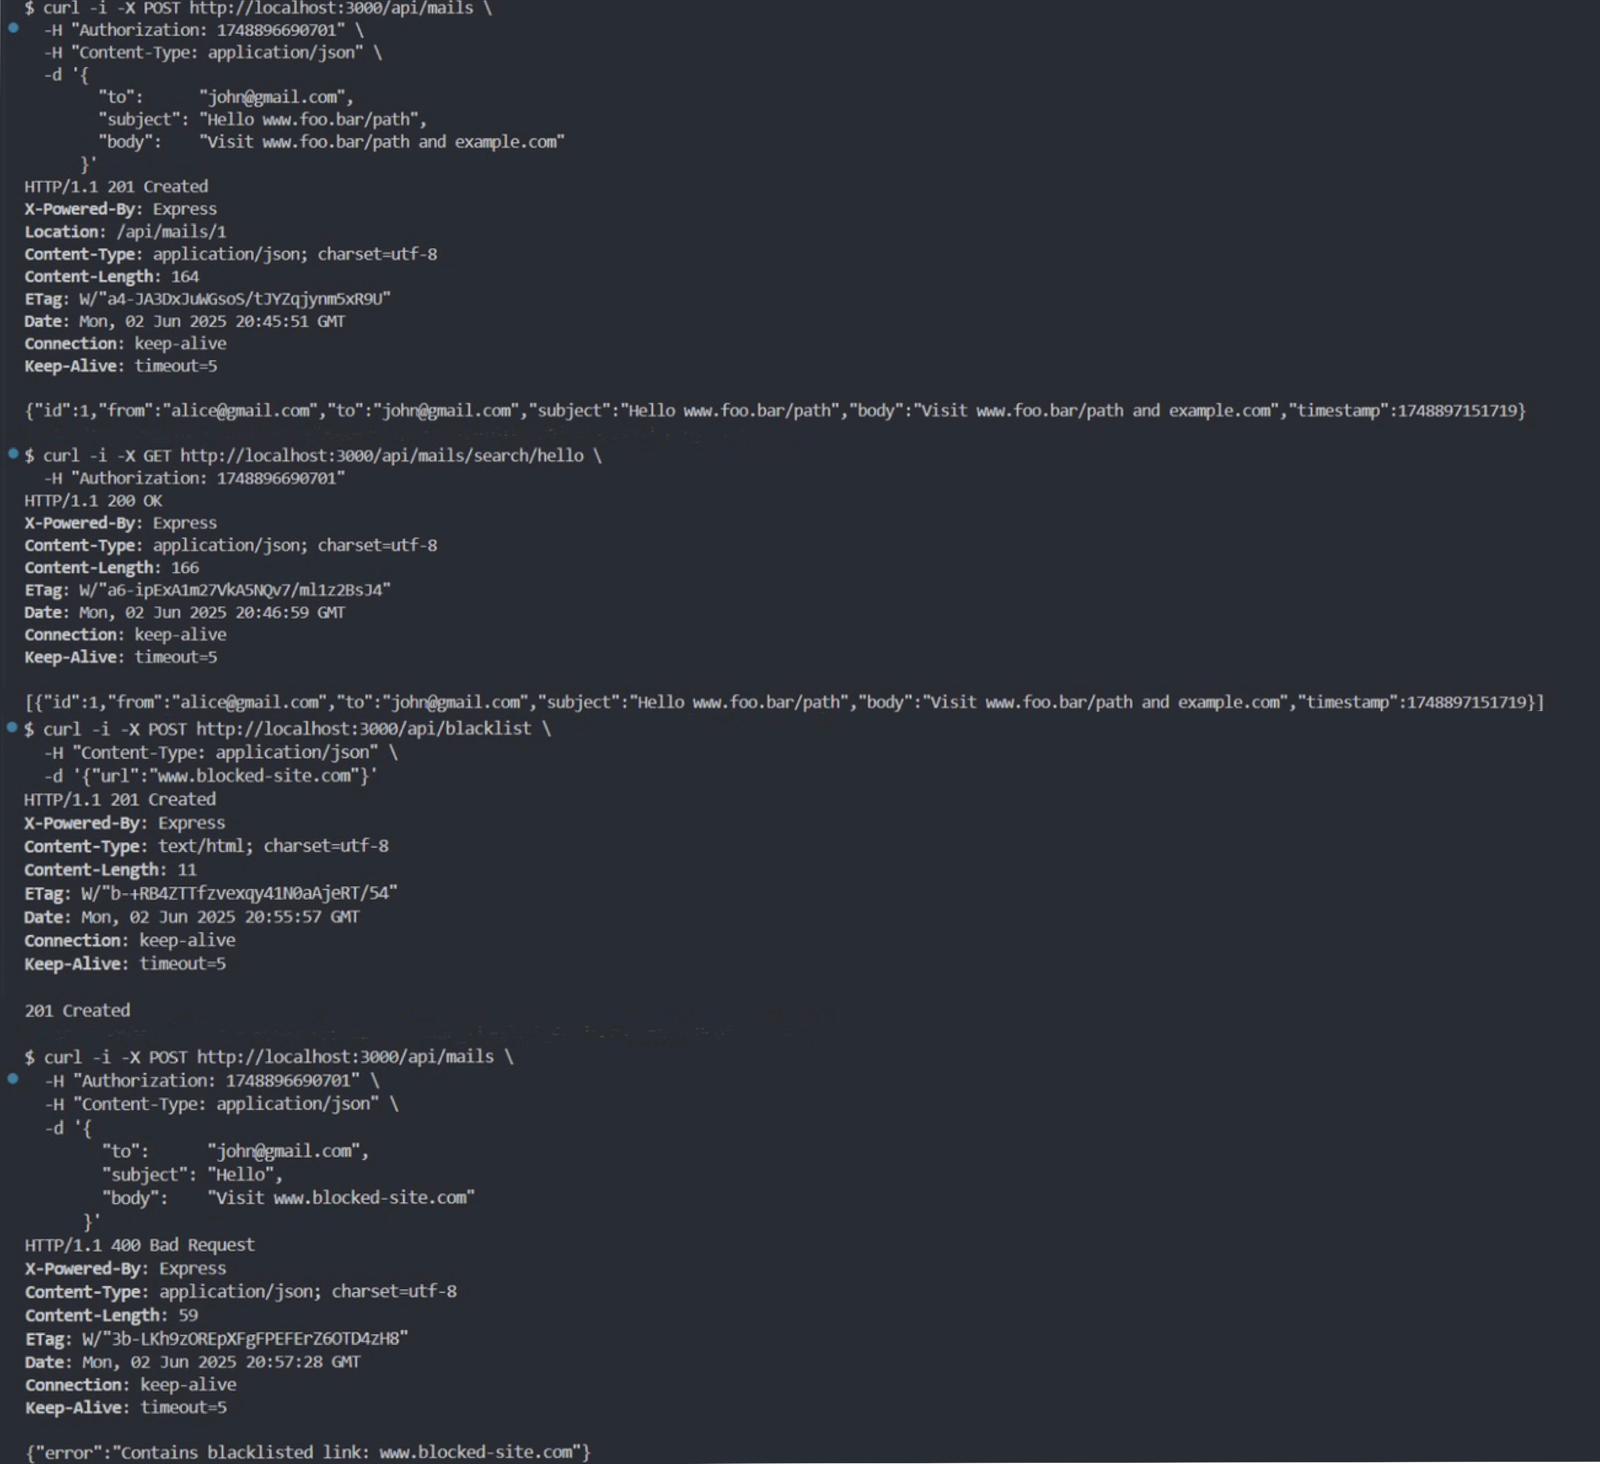 $ curl -i -X POST http://localhost:3000/api/mails \
-H "Authorization: 1748896690701" \
-H "Content-Type: application/json" \
-d '{
"to":      "john@gmail.com",
"subject": "Hello www.foo.bar/path",
"body":    "Visit www.foo.bar/path and example.com"
}'
HTTP/1.1 201 Created
X-Powered-By: Express
Location: /api/mails/1
Content-Type: application/json; charset=utf-8
Content-Length: 164
ETag: W/"a4-JA3DxJuWGsoS/tJYZqjynm5xR9U"
Date: Mon, 02 Jun 2025 20:45:51 GMT
Connection: keep-alive
Keep-Alive: timeout=5
{"id":1,"from":"alice@gmail.com","to":"john@gmail.com","subject":"Hello www.foo.bar/path","body":"Visit www.foo.bar/path and example.com","timestamp":1748897151719}
$ curl -i -X GET http://localhost:3000/api/mails/search/hello \
-H "Authorization: 1748896690701"
HTTP/1.1 200 OK
X-Powered-By: Express
Content-Type: application/json; charset=utf-8
Content-Length: 166
ETag: W/"a6-ipExA1m27VkA5NQv7/ml1z2BsJ4"
Date: Mon, 02 Jun 2025 20:46:59 GMT
Connection: keep-alive
Keep-Alive: timeout=5
[{"id":1,"from":"alice@gmail.com","to":"john@gmail.com","subject":"Hello www.foo.bar/path","body":"Visit www.foo.bar/path and example.com","timestamp":1748897151719}]
$ curl -i -X POST http://localhost:3000/api/blacklist \
-H "Content-Type: application/json" \
-d '{"url":"www.blocked-site.com"}'
HTTP/1.1 201 Created
X-Powered-By: Express
Content-Type: text/html; charset=utf-8
Content-Length: 11
ETag: W/"b-+RB4ZTTfzvexqy41N0aAjeRT/54"
Date: Mon, 02 Jun 2025 20:55:57 GMT
Connection: keep-alive
Keep-Alive: timeout=5
201 Created
$ curl -i -X POST http://localhost:3000/api/mails \
-H "Authorization: 1748896690701" \
-H "Content-Type: application/json" \
-d '{
"to":      "john@gmail.com",
"subject": "Hello",
"body":    "Visit www.blocked-site.com"
}'
HTTP/1.1 400 Bad Request
X-Powered-By: Express
Content-Type: application/json; charset=utf-8
Content-Length: 59
ETag: W/"3b-LKh9zOREpXFgFPEFErZ6OTD4zH8"
Date: Mon, 02 Jun 2025 20:57:28 GMT
Connection: keep-alive
Keep-Alive: timeout=5
{"error":"Contains blacklisted link: www.blocked-site.com"}